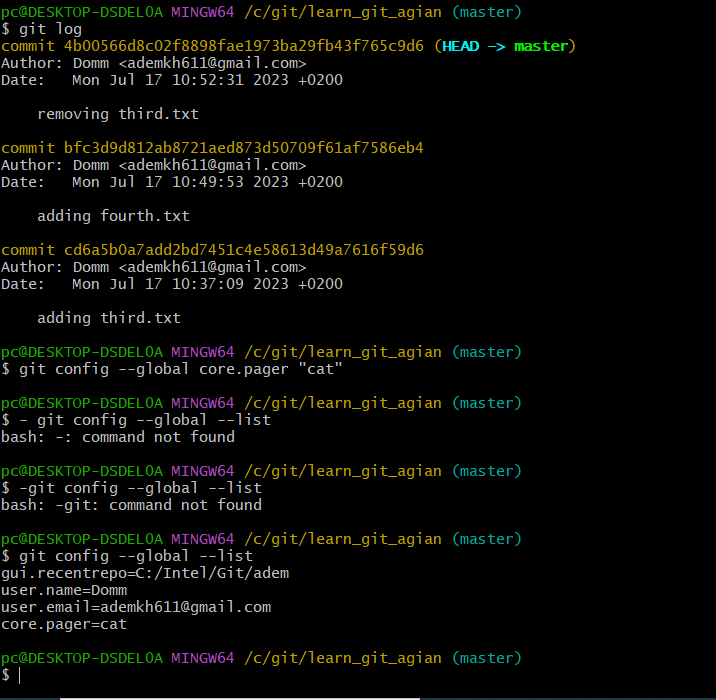 pc@DESKTOP-DSDEL0A MINGW64 /c/git/learn_git_agian (master)
$ git log
commit 4b00566d8c02f8898fae1973ba29fb43f765c9d6 (HEAD -> master)
Author: Domm <ademkh611@gmail.com>
Date:   Mon Jul 17 10:52:31 2023 +0200

    removing third.txt

commit bfc3d9d812ab8721aed873d50709f61af7586eb4
Author: Domm <ademkh611@gmail.com>
Date:   Mon Jul 17 10:49:53 2023 +0200

    adding fourth.txt

commit cd6a5b0a7add2bd7451c4e58613d49a7616f59d6
Author: Domm <ademkh611@gmail.com>
Date:   Mon Jul 17 10:37:09 2023 +0200

    adding third.txt

pc@DESKTOP-DSDEL0A MINGW64 /c/git/learn_git_agian (master)
$ git config --global core.pager "cat"

pc@DESKTOP-DSDEL0A MINGW64 /c/git/learn_git_agian (master)
$ - git config --global --list
bash: -: command not found

pc@DESKTOP-DSDEL0A MINGW64 /c/git/learn_git_agian (master)
$ -git config --global --list
bash: -git: command not found

pc@DESKTOP-DSDEL0A MINGW64 /c/git/learn_git_agian (master)
$ git config --global --list
gui.recentrepo=C:/Intel/Git/adem
user.name=Domm
user.email=ademkh611@gmail.com
core.pager=cat

pc@DESKTOP-DSDEL0A MINGW64 /c/git/learn_git_agian (master)
$